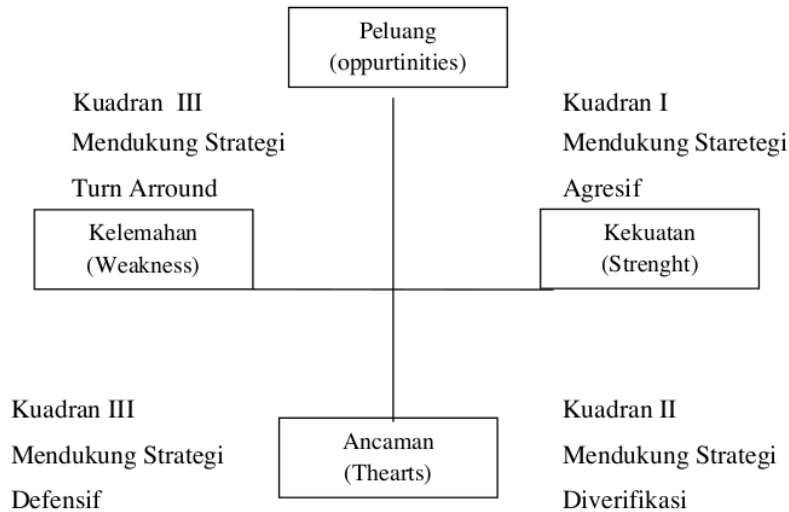 Peluang
(oppurtinities)
Kuadran III
Mendukung Strategi
Turn Arround
Kuadran I
Mendukung Staretegi
Agresif
Kelemahan
(Weakness)
Kekuatan
(Strenght)
Kuadran III
Mendukung Strategi
Defensif
Ancaman
(Thearts)
Kuadran II
Mendukung Strategi
Diverifikasi